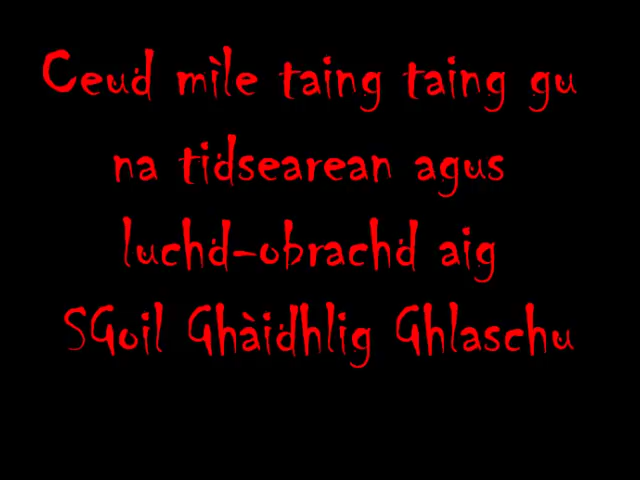 Ceud mìle taing taing gu
na tidsearean agus
luchd-obrachd aig
SGoil Ghàidhlig Ghlaschu